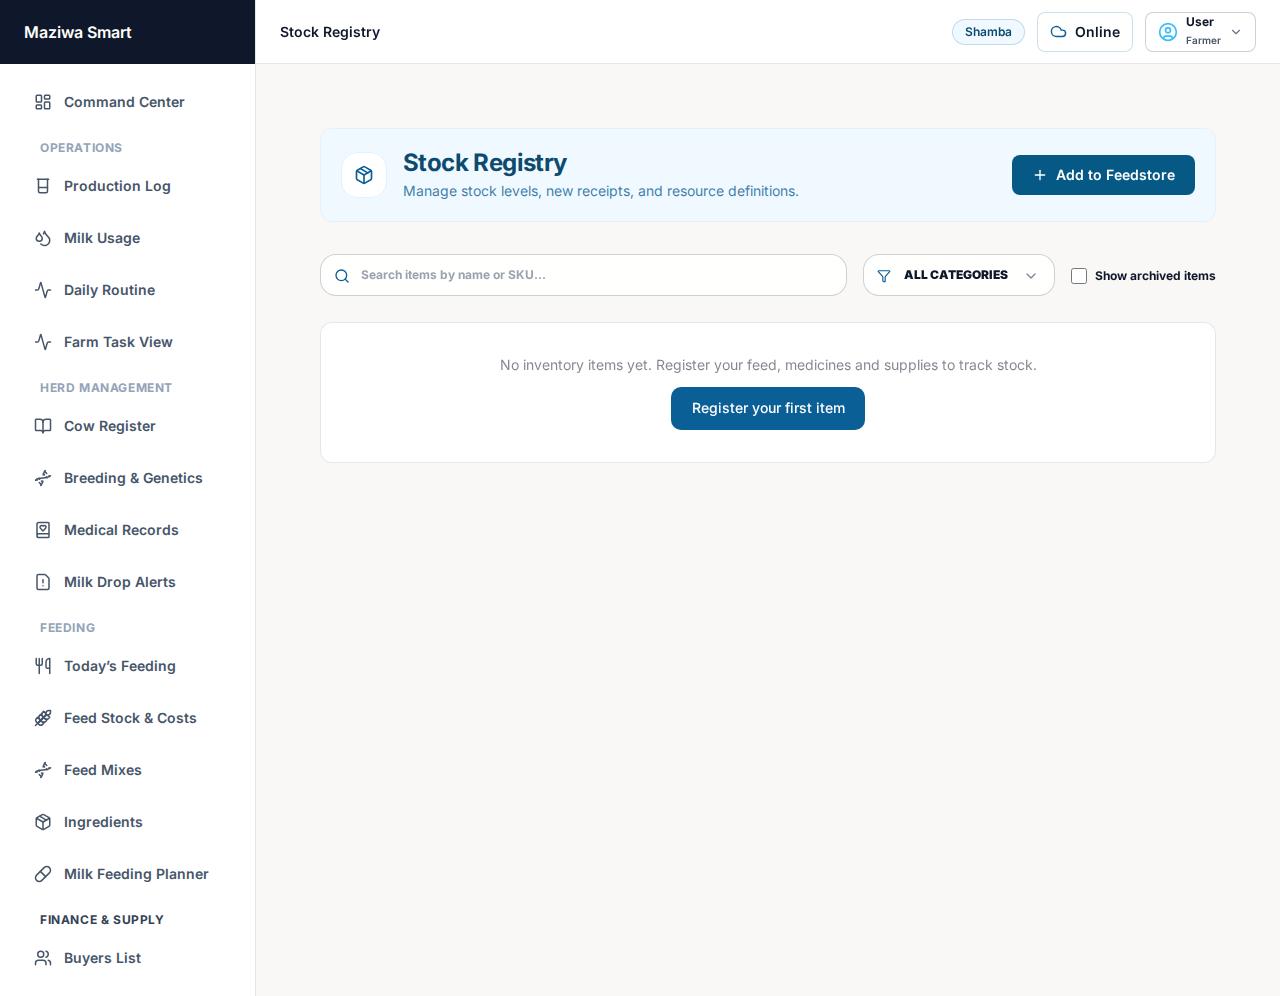 Maziwa Smart
Stock Registry
Shamba
Online
User
Farmer
Command Center
OPERATIONS
Production Log
Milk Usage
Daily Routine
Farm Task View
HERD MANAGEMENT
Cow Register
Breeding & Genetics
Medical Records
Milk Drop Alerts
FEEDING
Today’s Feeding
Feed Stock & Costs
Feed Mixes
Ingredients
Milk Feeding Planner
FINANCE & SUPPLY
Buyers List
Stock Registry
Manage stock levels, new receipts, and resource definitions.
Add to Feedstore
Search items by name or SKU...
ALL CATEGORIES
Show archived items
No inventory items yet. Register your feed, medicines and supplies to track stock.
Register your first item